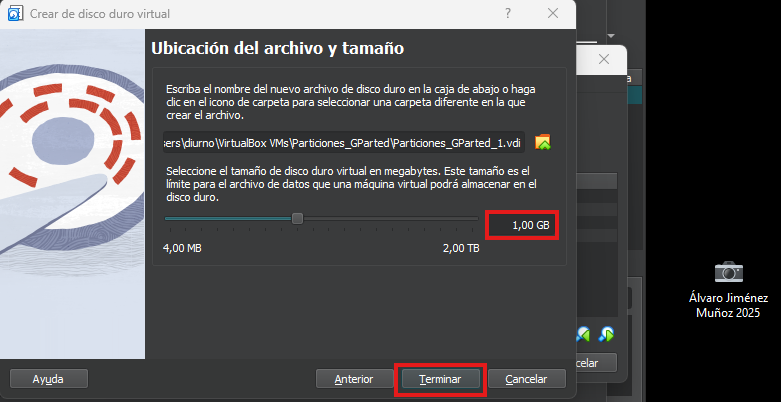 Crear de disco duro virtual
?
Ubicación del archivo y tamaño
Escriba el nombre del nuevo archivo de disco duro en la caja de abajo o haga
clic en el icono de carpeta para seleccionar una carpeta diferente en la que
crear el archivo.
sers\diurno\VirtualBox VMs\Particiones_GParted\Particiones_GParted_1.vdi
Seleccione el tamaño de disco duro virtual en megabytes. Este tamaño es el
límite para el archivo de datos que una máquina virtual podrá almacenar en el
disco duro.
1,00 GB
4,00 MB
2,00 TB
Ayuda
Anterior
Terminar
Cancelar
a
celar
Álvaro Jiménez
Muñoz 2025